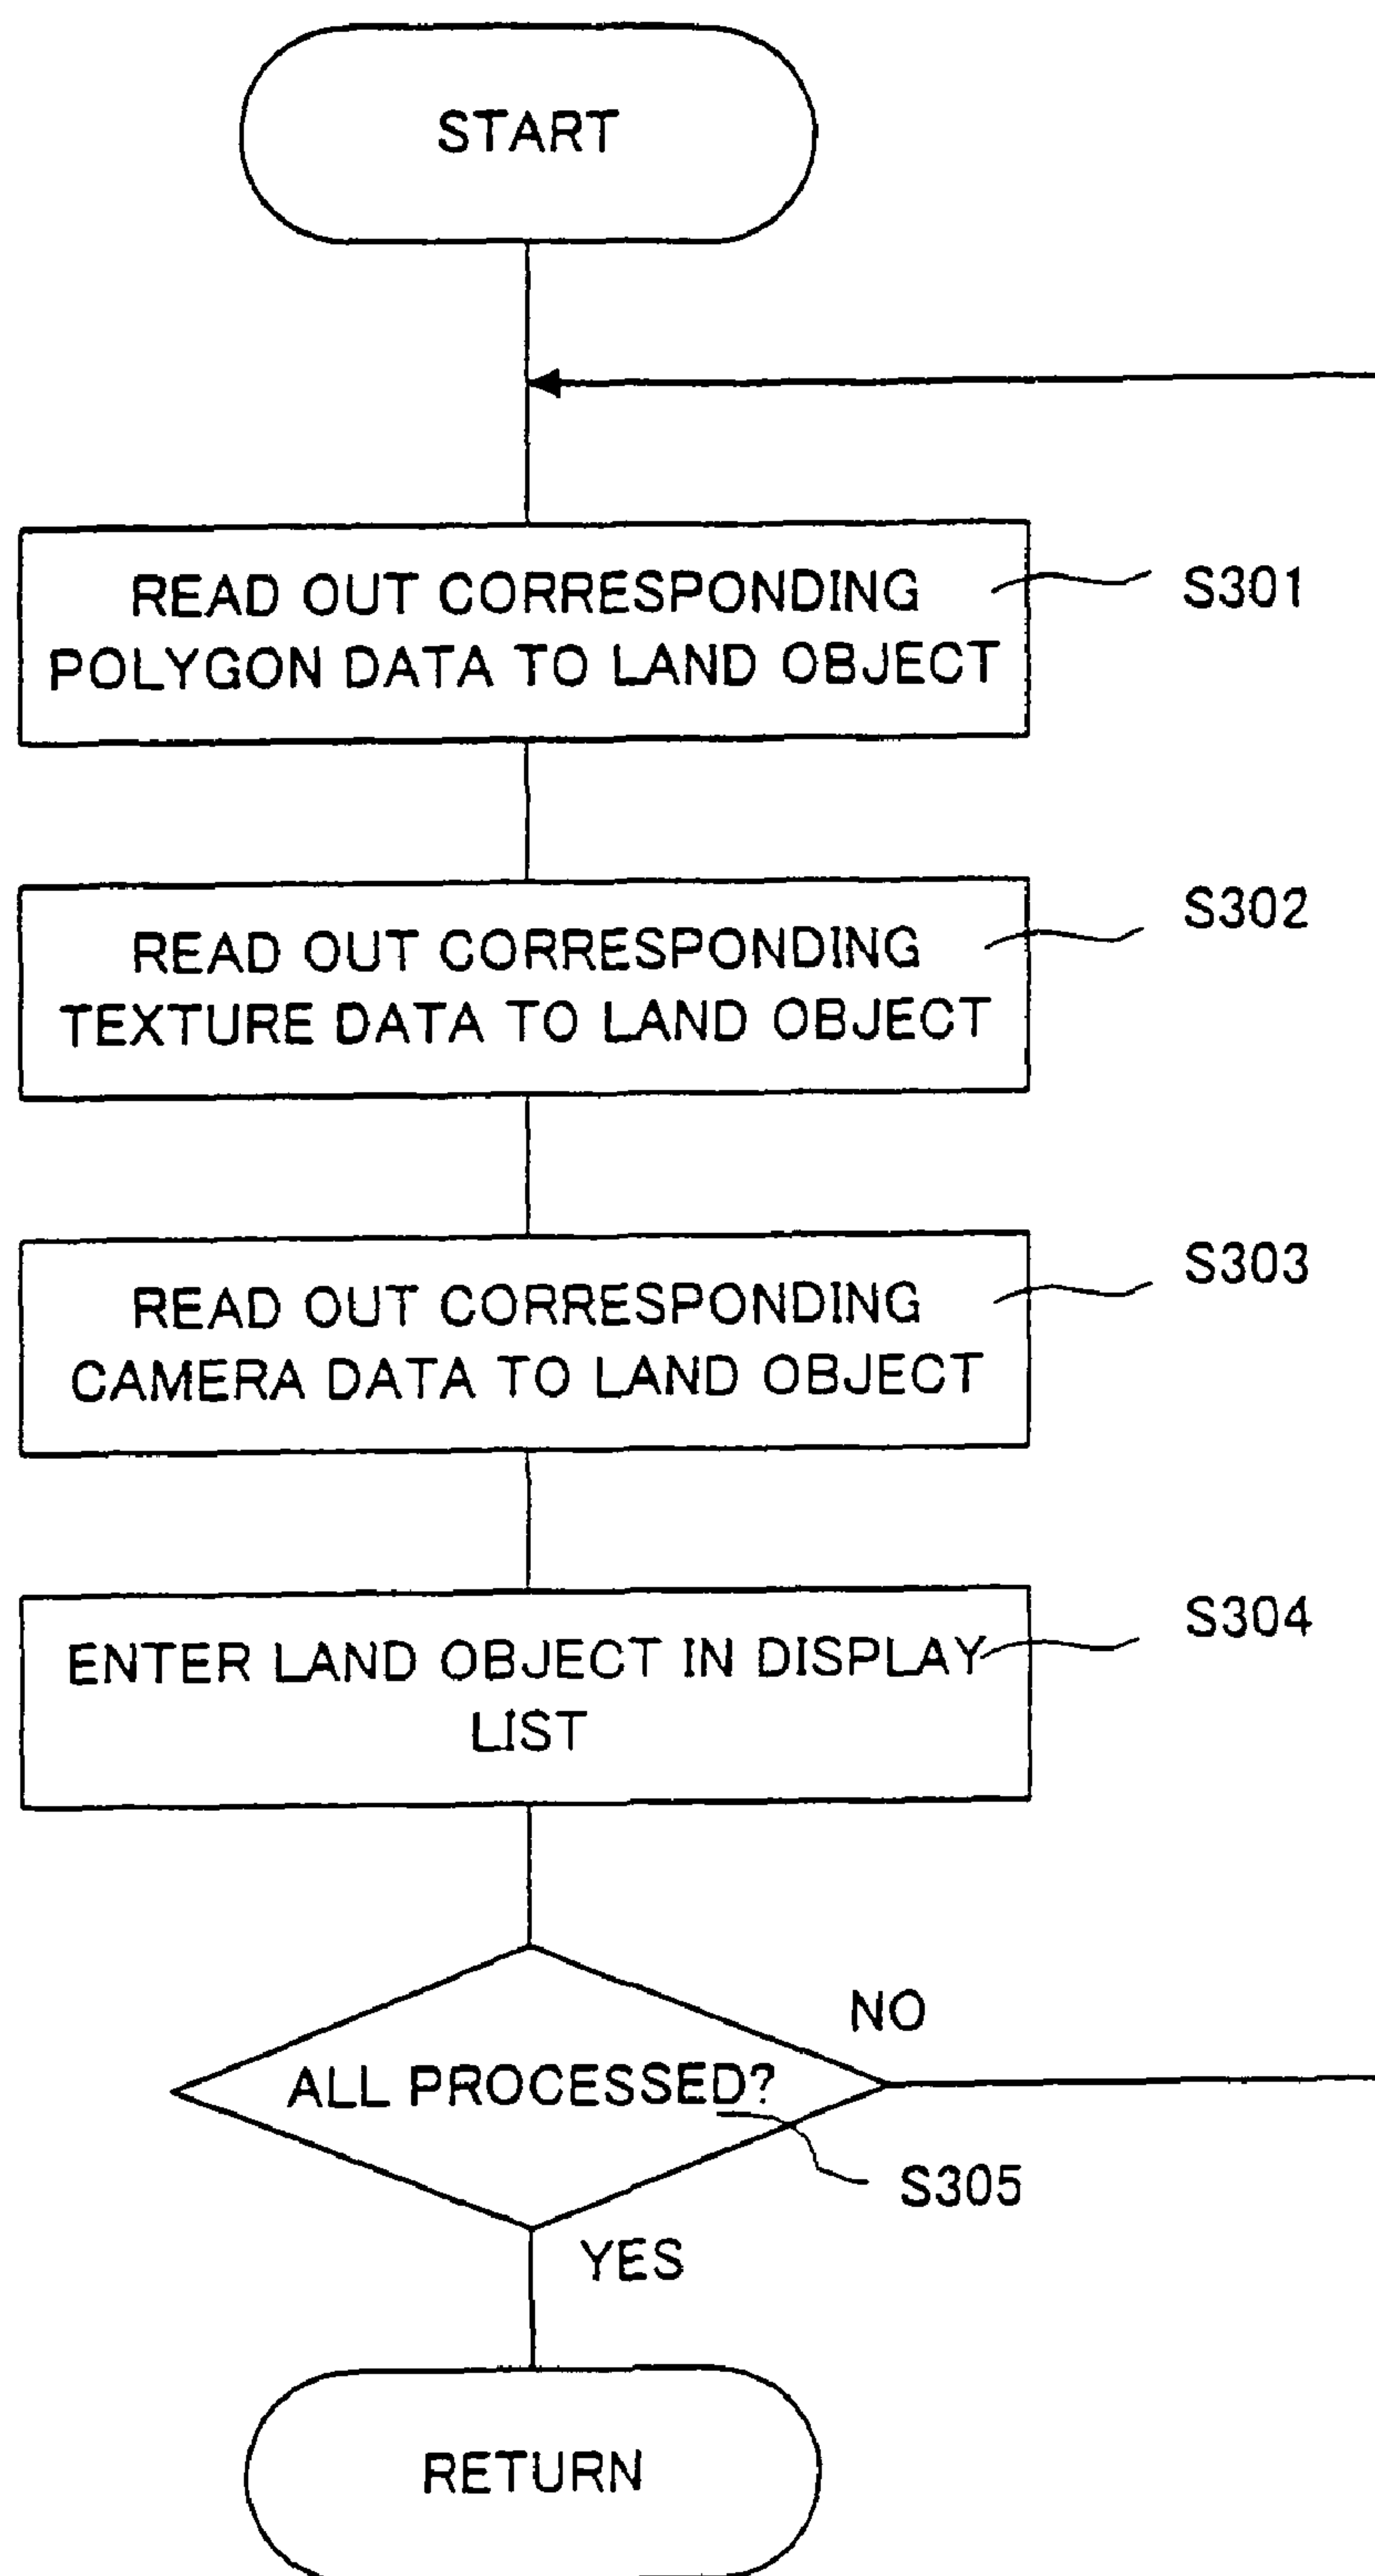 START
READ OUT CORRESPONDING
POLYGON DATA TO LAND OBJECT
S301
READ OUT CORRESPONDING
TEXTURE DATA TO LAND OBJECT
S302
READ OUT CORRESPONDING
CAMERA DATA TO LAND OBJECT
S303
ENTER LAND OBJECT IN DISPLAY
LIST
S304
ALL PROCESSED?
NO
S305
YES
RETURN